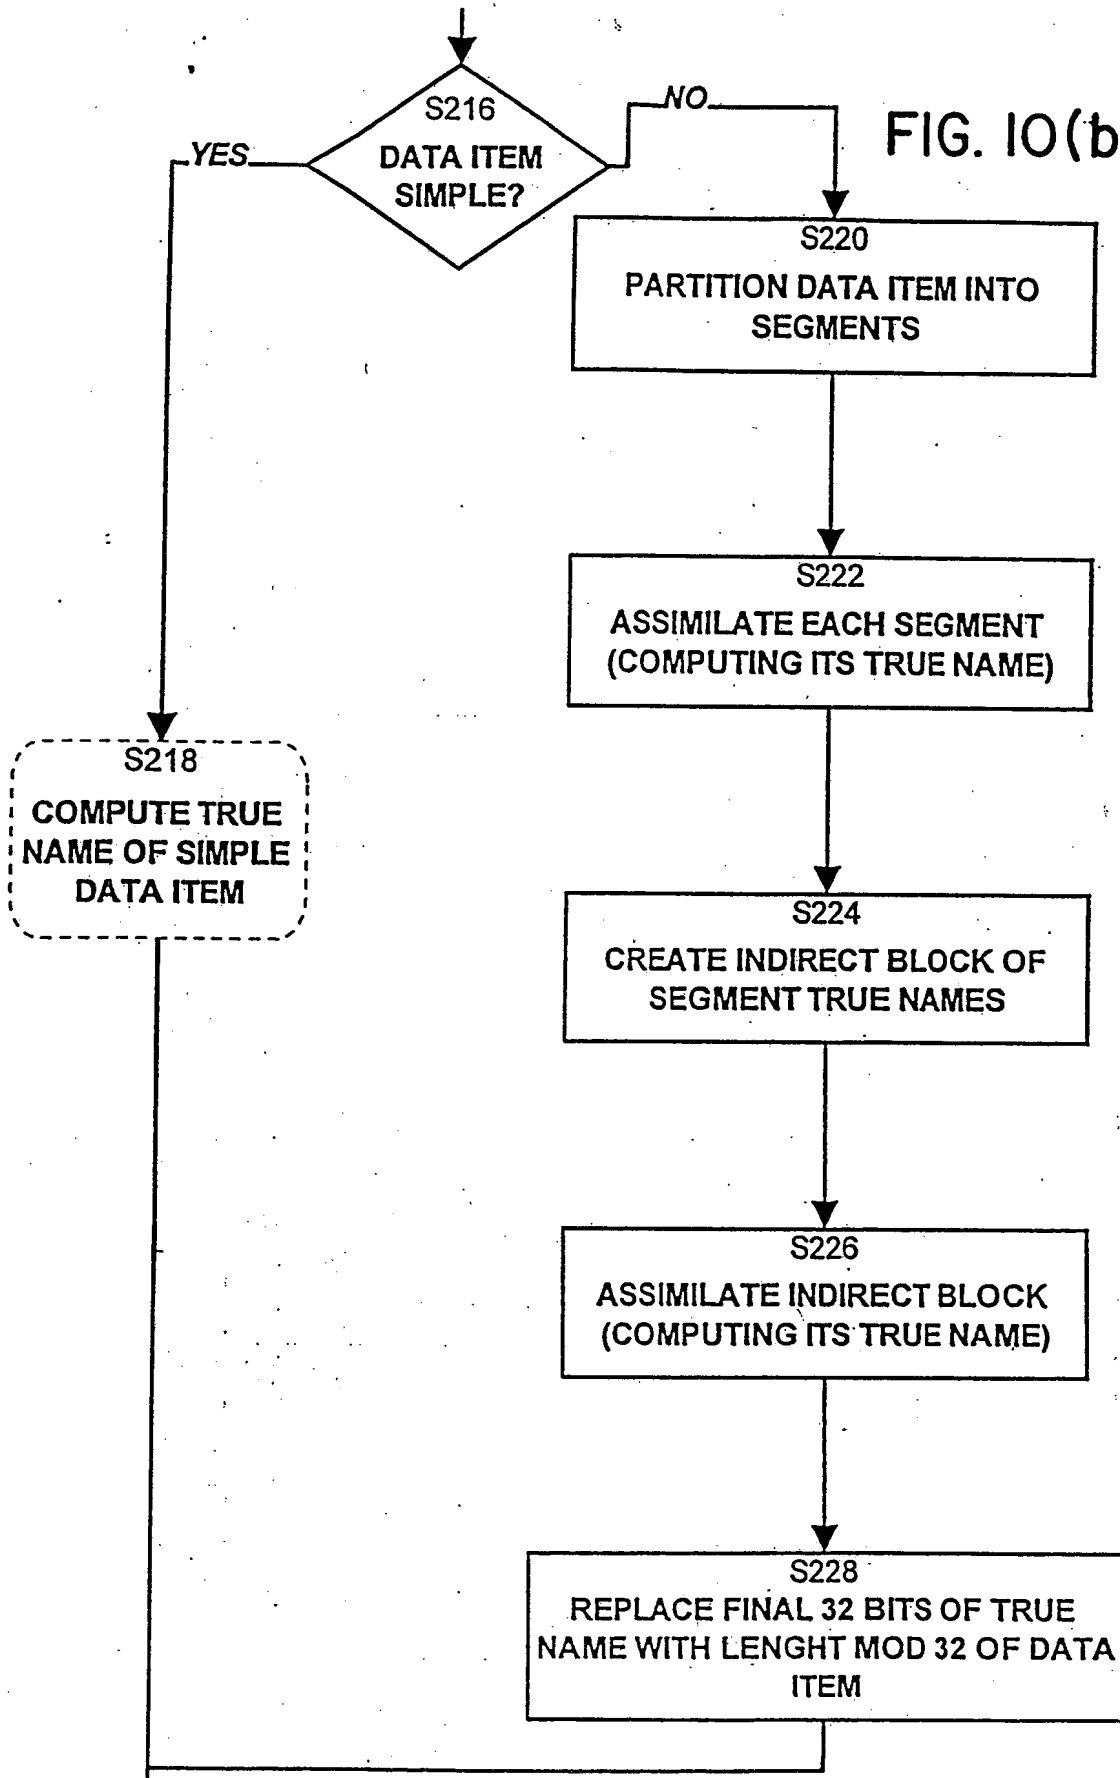 FIG. 10(b
S216
DATA ITEM
SIMPLE?
YES
NO
S220
PARTITION DATA ITEM INTO
SEGMENTS
S222
ASSIMILATE EACH SEGMENT
(COMPUTING ITS TRUE NAME)
S218
COMPUTE TRUE
NAME OF SIMPLE
DATA ITEM
S224
CREATE INDIRECT BLOCK OF
SEGMENT TRUE NAMES
S226
ASSIMILATE INDIRECT BLOCK
(COMPUTING ITS TRUE NAME)
S228
REPLACE FINAL 32 BITS OF TRUE
NAME WITH LENGHT MOD 32 OF DATA
ITEM